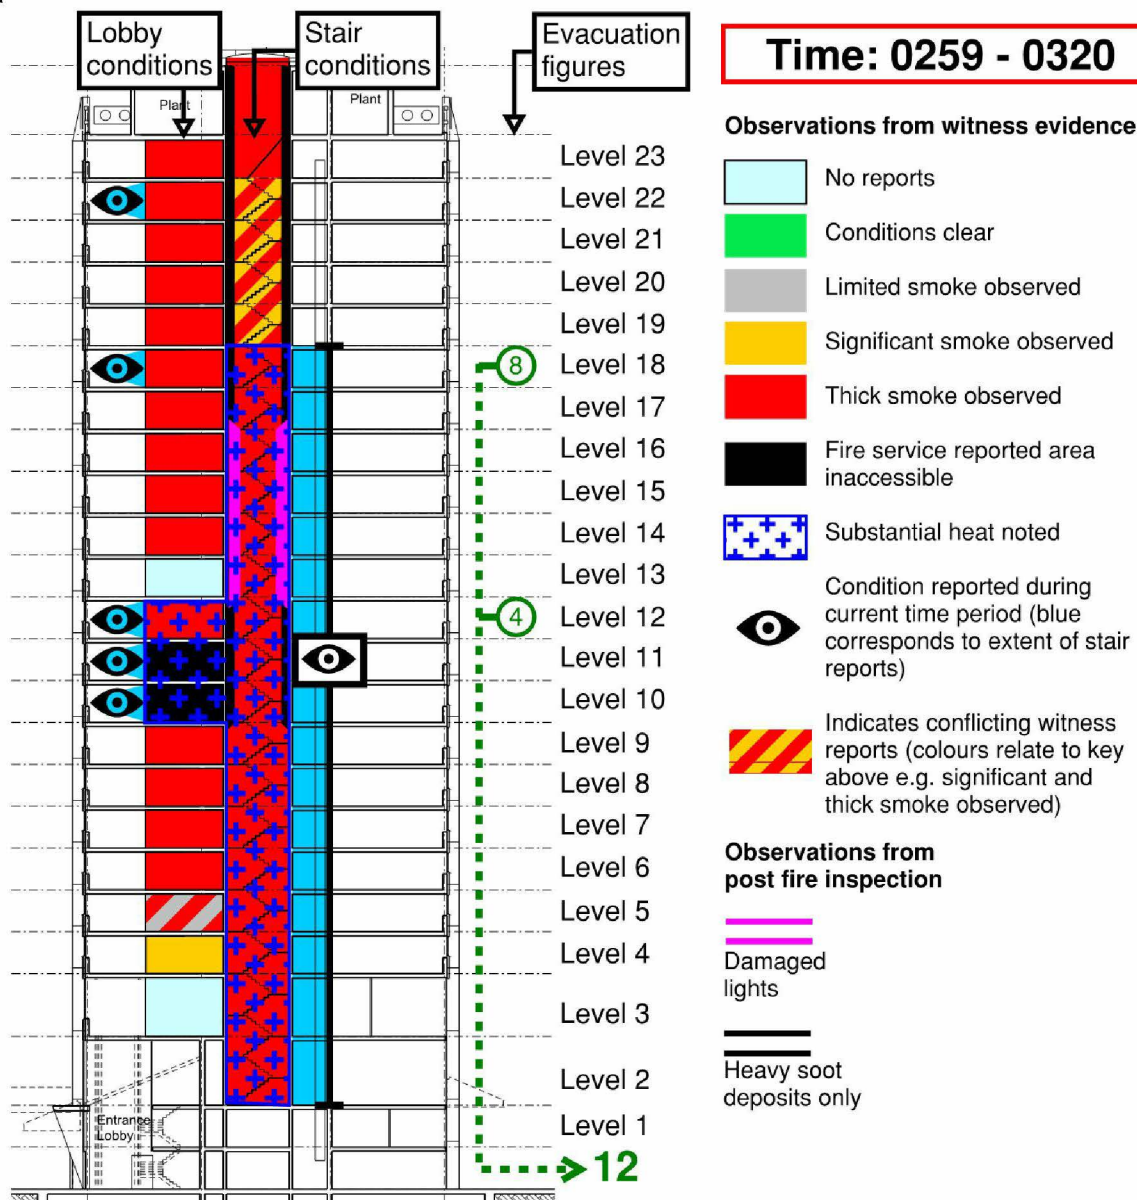 Lobby
conditions
Stair
conditions
Evacuation
figures
Time: 0259 - 0320
Plant
Plant
Observations from witness evidence
No reports
Conditions clear
Limited smoke observed
Significant smoke observed
Thick smoke observed
Fire service reported area
inaccessible
Substantial heat noted
Condition reported during
current time period (blue
corresponds to extent of stair
reports)
Indicates conflicting witness
reports (colours relate to key
above e.g. significant and
thick smoke observed)
Observations from
post fire inspection
Damaged
lights
Heavy soot
deposits only
Level 23
Level 22
Level 21
Level 20
Level 19
8
Level 18
Level 17
Level 16
Level 15
Level 14
Level 13
4
Level 12
Level 11
Level 10
Level 9
Level 8
Level 7
Level 6
Level 5
Level 4
Level 3
Level 2
Level 1
Entrance
Lobby
12